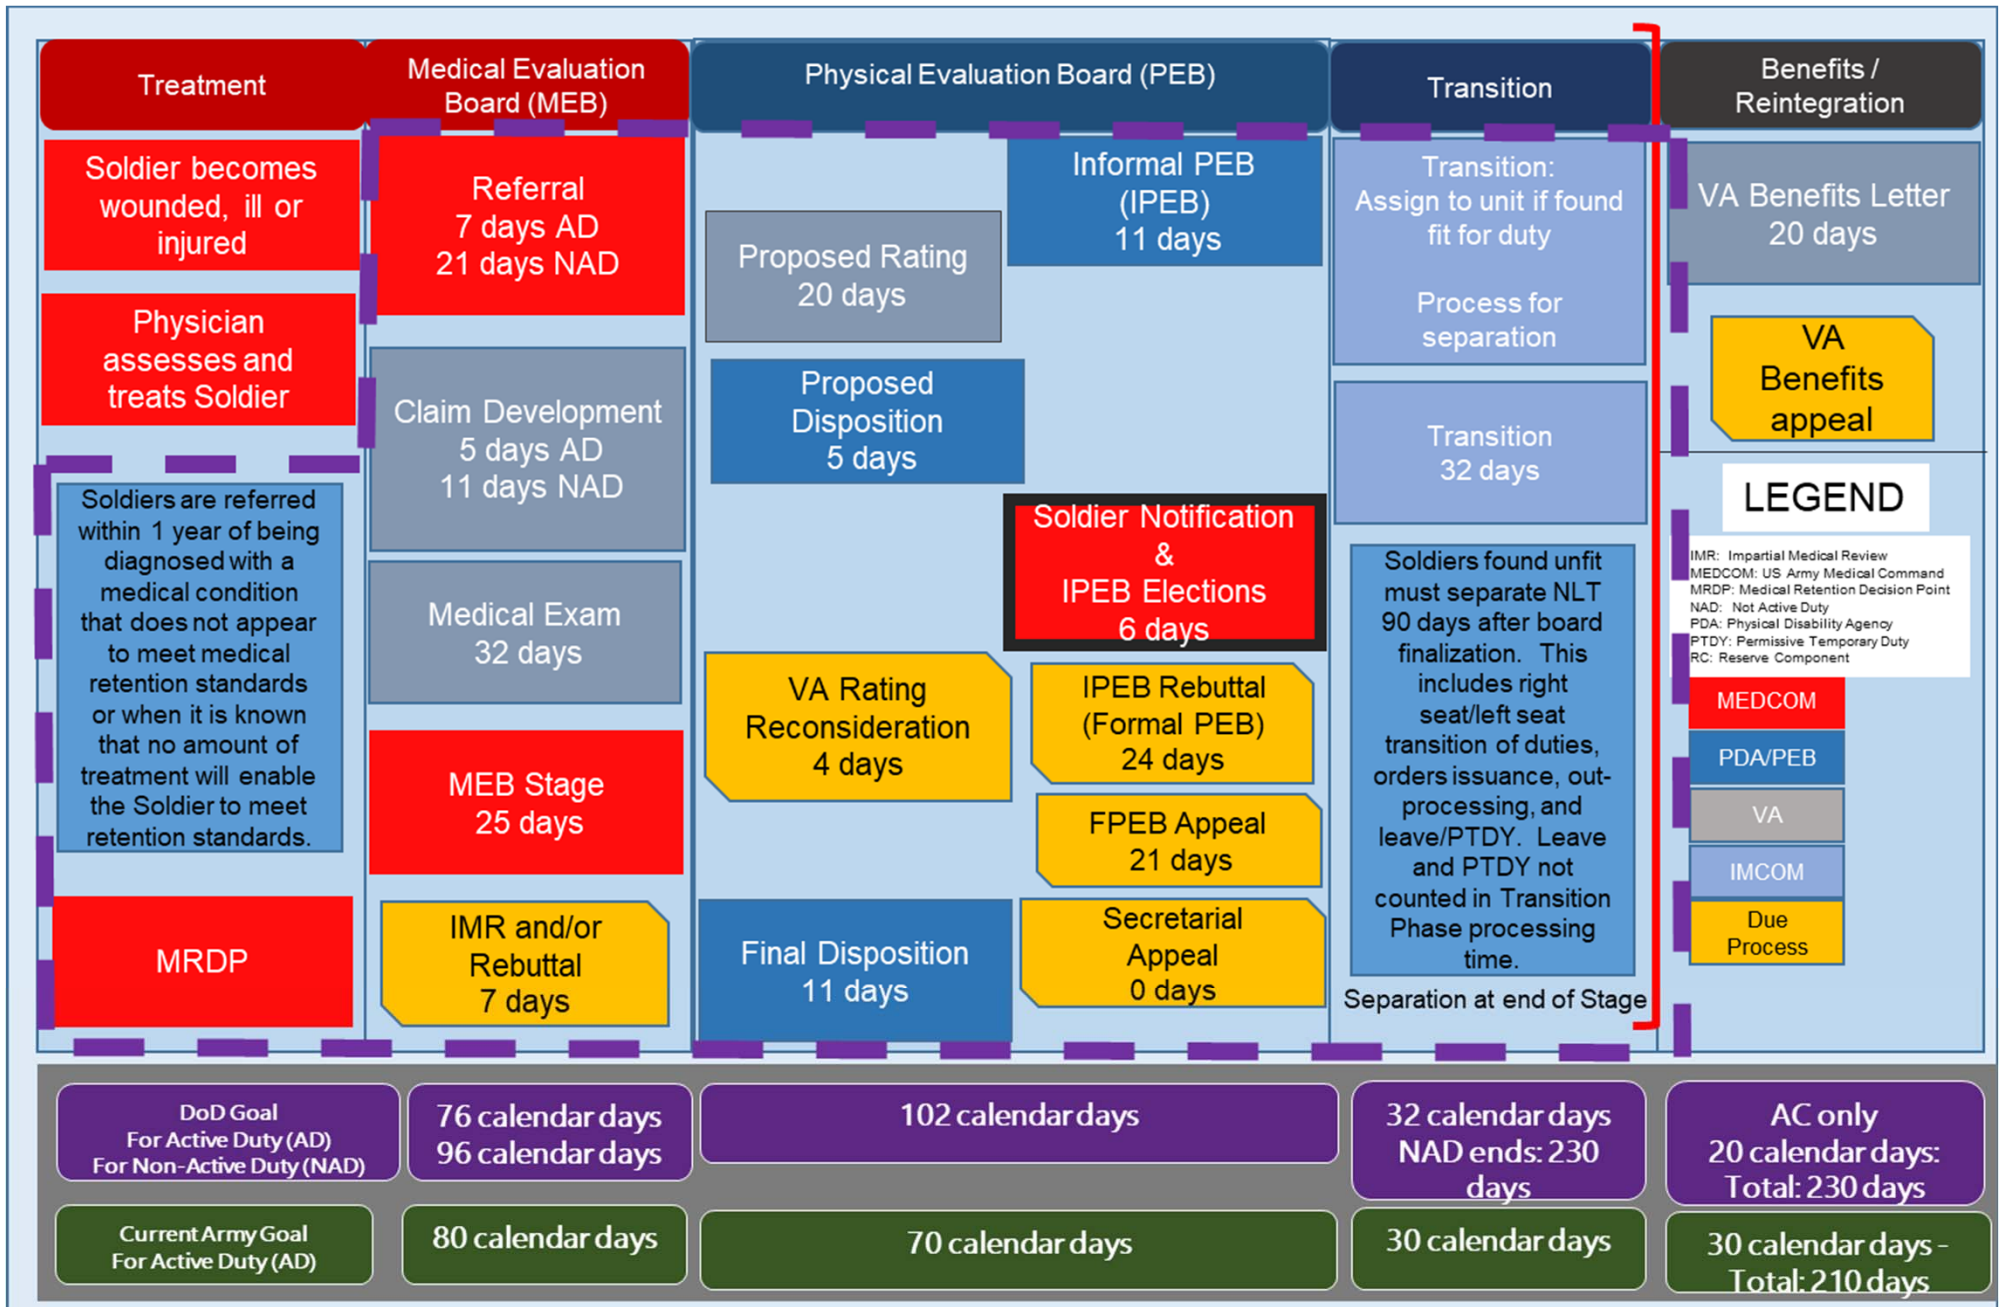 Treatment
Soldier becomes
wounded, ill or
injured
Physician
assesses and
treats Soldier
Soldiers are referred
within 1 year of being
diagnosed with a
medical condition
that does not appear
to meet medical
retention standards
or when it is known
that no amount of
treatment will enable
the Soldier to meet
retention standards.
MRDP
Medical Evaluation
Board (MEB)
Referral
7 days AD
21 days NAD
Claim Development
5 days AD
11 days NAD
Medical Exam
32 days
MEB Stage
25 days
IMR and/or
Rebuttal
7 days
Physical Evaluation Board (PEB)
Informal PEB
(IPEB)
11 days
Proposed Rating
20 days
Proposed
Disposition
5 days
Soldier Notification
&
IPEB Elections
6 days
VA Rating
Reconsideration
4 days
IPEB Rebuttal
(Formal PEB)
24 days
FPEB Appeal
21 days
Secretarial
Appeal
0 days
Final Disposition
11 days
Transition
Transition:
Assign to unit if found
fit for duty
Process for
separation
Transition
32 days
Soldiers found unfit
must separate NLT
90 days after board
finalization. This
includes right
seat/left seat
transition of duties,
orders issuance, out-
processing, and
leave/PTDY. Leave
and PTDY not
counted in Transition
Phase processing
time.
Separation at end of Stage
Benefits /
Reintegration
VA Benefits Letter
20 days
VA
Benefits
appeal
LEGEND
IMR: Impartial Medical Review
MEDCOM: US Army Medical Command
MRDP: Medical Retention Decision Point
NAD: Not Active Duty
PDA: Physical Disability Agency
PTDY: Permissive Temporary Duty
RC: Reserve Component
MEDCOM
PDA/PEB
VA
IMCOM
Due
Process
DoD Goal
For Active Duty (AD)
For Non-Active Duty (NAD)
76 calendar days
96 calendar days
102 calendar days
32 calendar days
NAD ends: 230
days
AC only
20 calendar days:
Total: 230 days
Current Army Goal
For Active Duty (AD)
80 calendar days
70 calendar days
30 calendar days
30 calendar days -
Total: 210 days